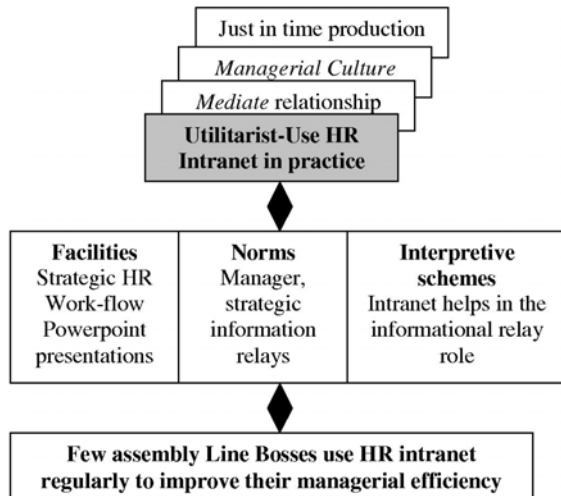 Just in time production
Managerial Culture
Mediate relationship
Utilitarist-Use HR
Intranet in practice
Facilities
Strategic HR
Work-flow
Powerpoint
presentations
Norms
Manager,
strategic
information
relays
Interpretive
schemes
Intranet helps in the
informational relay
role
Few assembly Line Bosses use HR intranet
regularly to improve their managerial efficiency